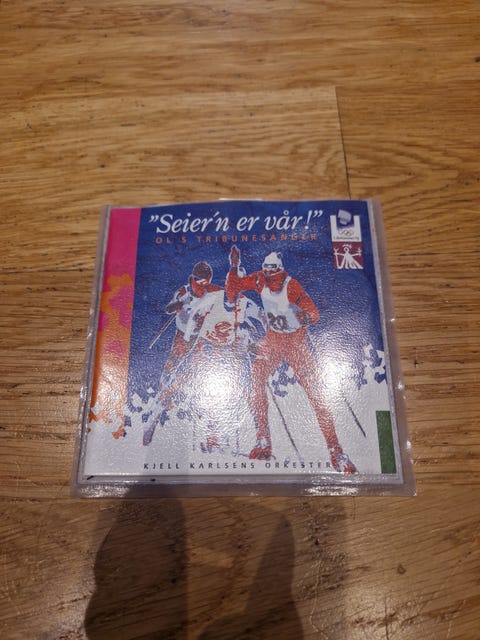 "Seier'n er vår!"
OL'S TRIBUNESANGER
KJELL KARLSENS ORKESTER